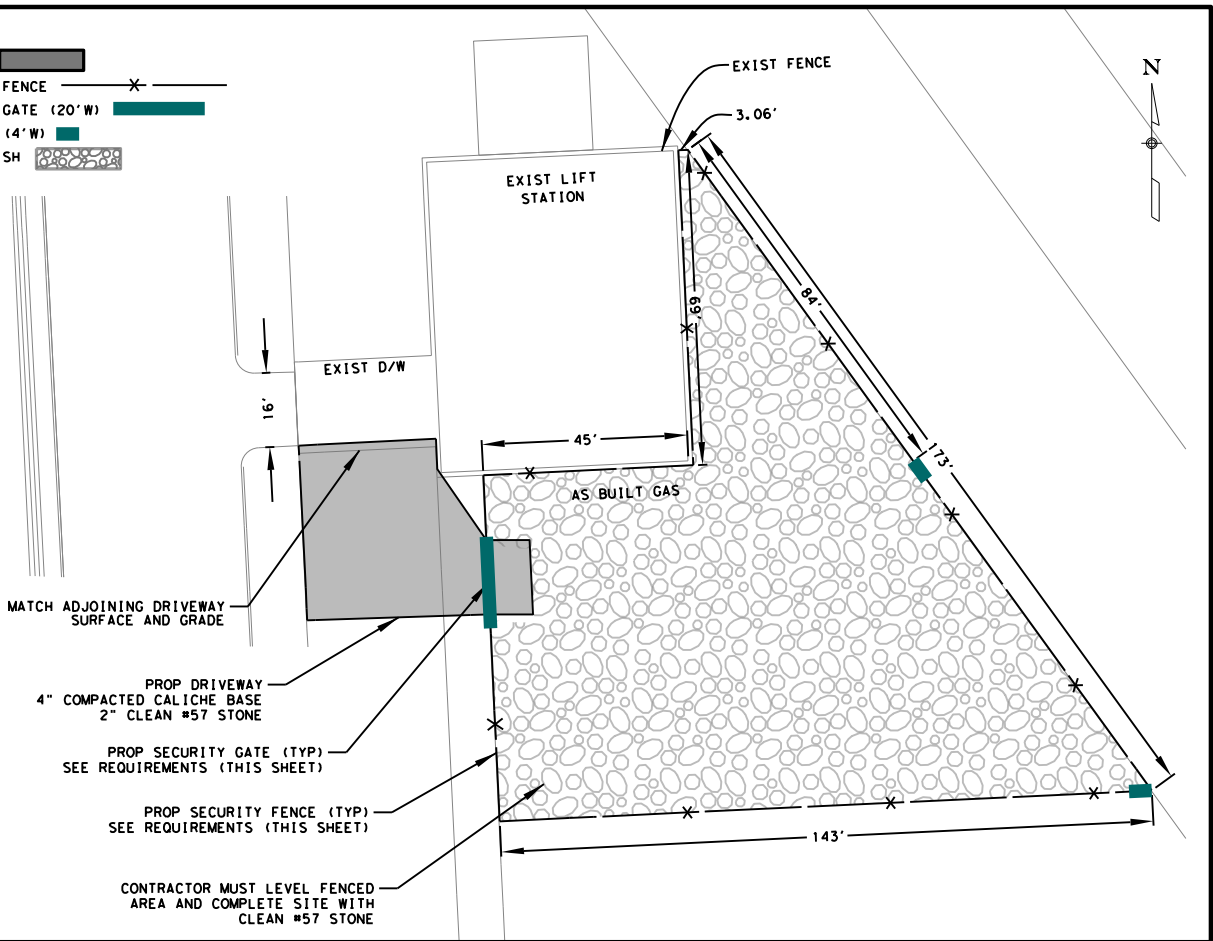 FENCE
GATE (20'W)
(4'W)
SH
EXIST FENCE
3.06'
N
EXIST LIFT
STATION
69'
84'
173'
EXIST D/W
16'
45'
AS BUILT GAS
MATCH ADJOINING DRIVEWAY
SURFACE AND GRADE
PROP DRIVEWAY
4" COMPACTED CALICHE BASE
2" CLEAN #57 STONE
PROP SECURITY GATE (TYP)
SEE REQUIREMENTS (THIS SHEET)
PROP SECURITY FENCE (TYP)
SEE REQUIREMENTS (THIS SHEET)
143'
CONTRACTOR MUST LEVEL FENCED
AREA AND COMPLETE SITE WITH
CLEAN #57 STONE